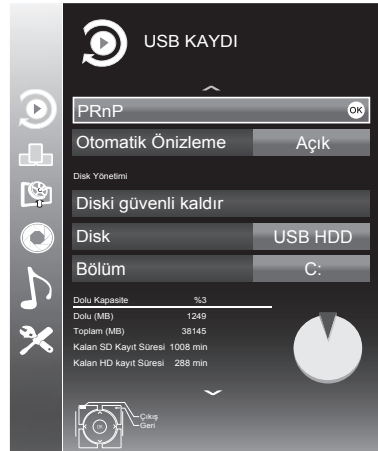 USB KAYDI
PRnP OK
Otomatik Önizleme Açık
Disk Yönetimi
Diski güvenli kaldır
Disk USB HDD
Bölüm C:
Dolu Kapasite %3
Dolu (MB) 1249
Toplam (MB) 38145
Kalan SD Kayıt Süresi 1008 min
Kalan HD kayıt Süresi 288 min
OK
Çıkış
Geri